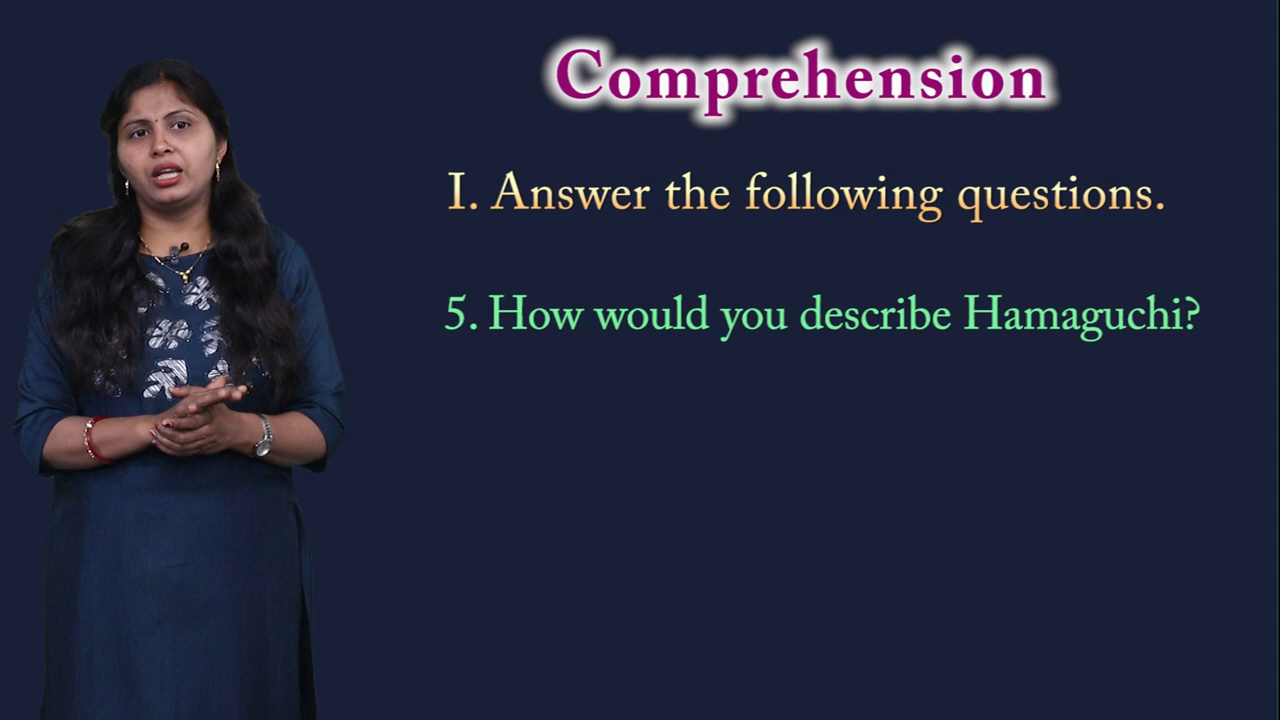 Comprehension
I. Answer the following questions.
5. How would you describe Hamaguchi?